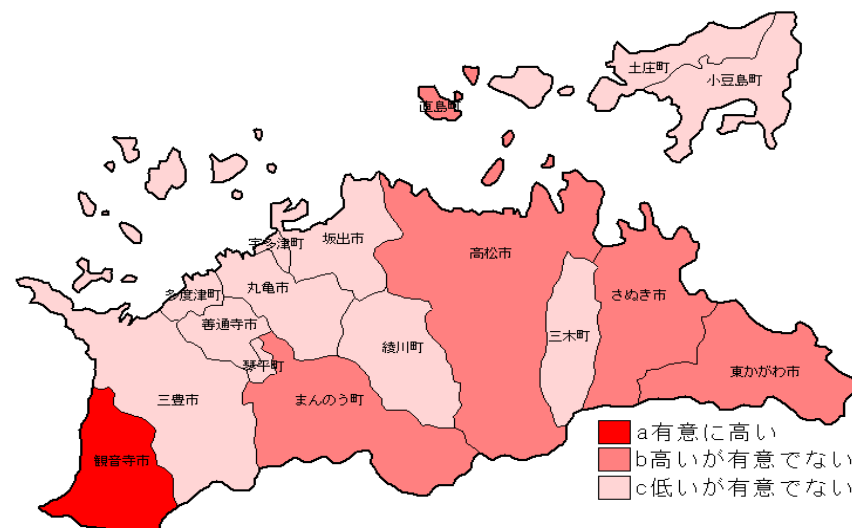 土庄町
小豆島町
直島町
宇多津町
坂出市
高松市
多度津町
丸亀市
さぬき市
善通寺市
綾川町
三木町
琴平町
東かがわ市
三豊市
まんのう町
観音寺市
a有意に高い
b高いが有意でない
c低いが有意でない